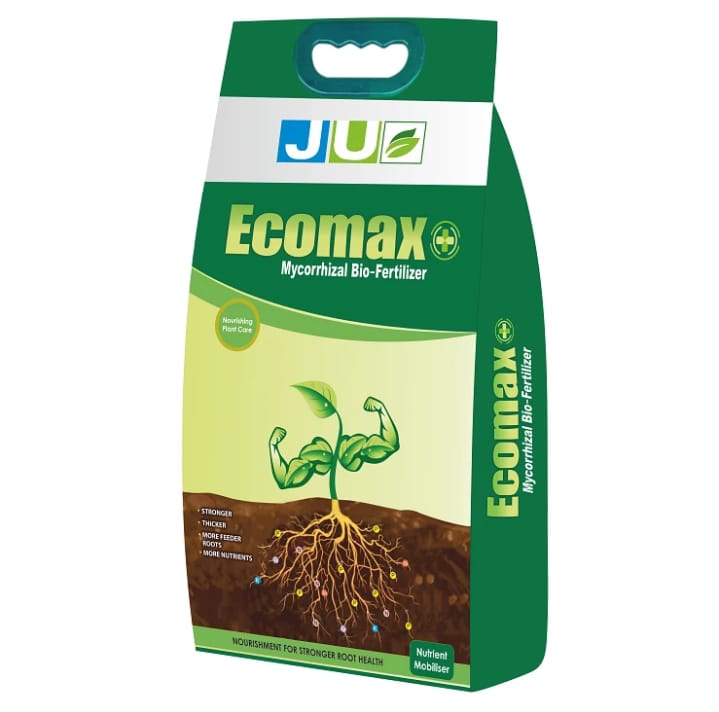 JU
Ecomax+
Mycorrhizal Bio-Fertilizer
Nourishing
Plant Care
• STRONGER
• THICKER
• MORE FEEDER
ROOTS
• MORE NUTRIENTS
NOURISHMENT FOR STRONGER ROOT HEALTH
Nutrient
Mobiliser
Ecomax+
Mycorrhizal Bio-Fertilizer